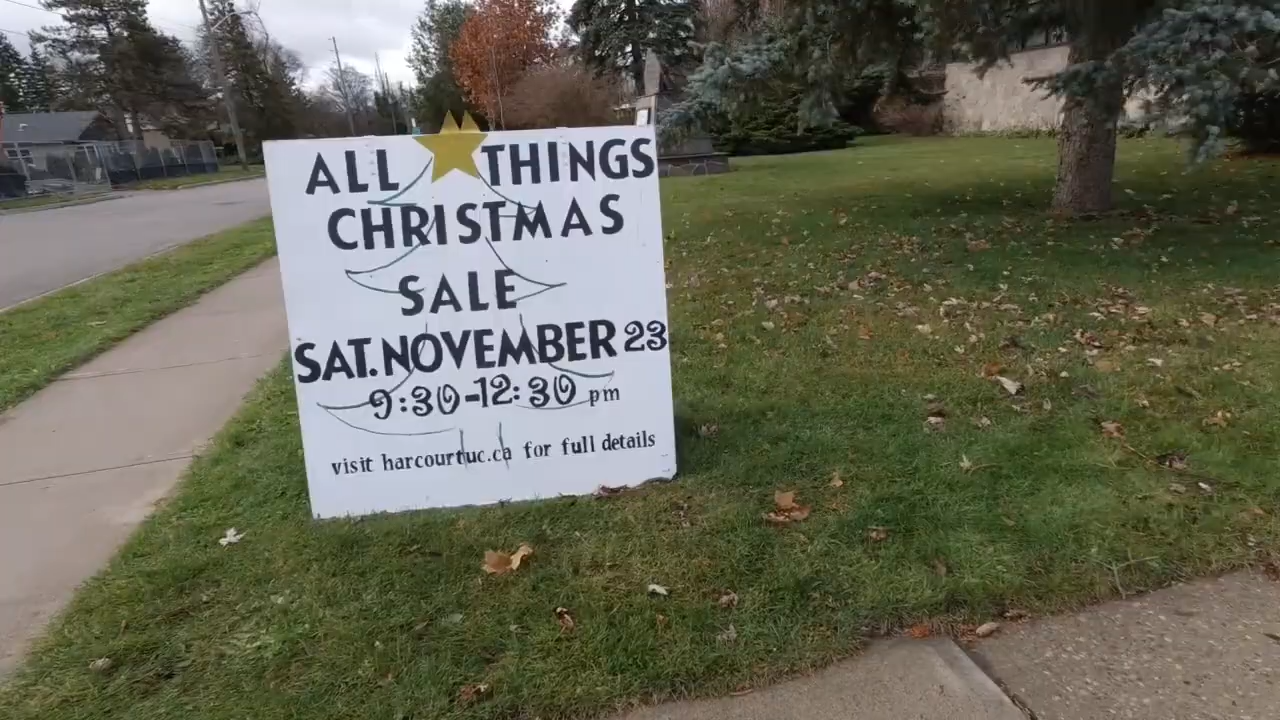 ALL THINGS
CHRISTMAS
SALE
SAT. NOVEMBER 23
9:30-12:30 pm
visit harcourtuc.ca for full details